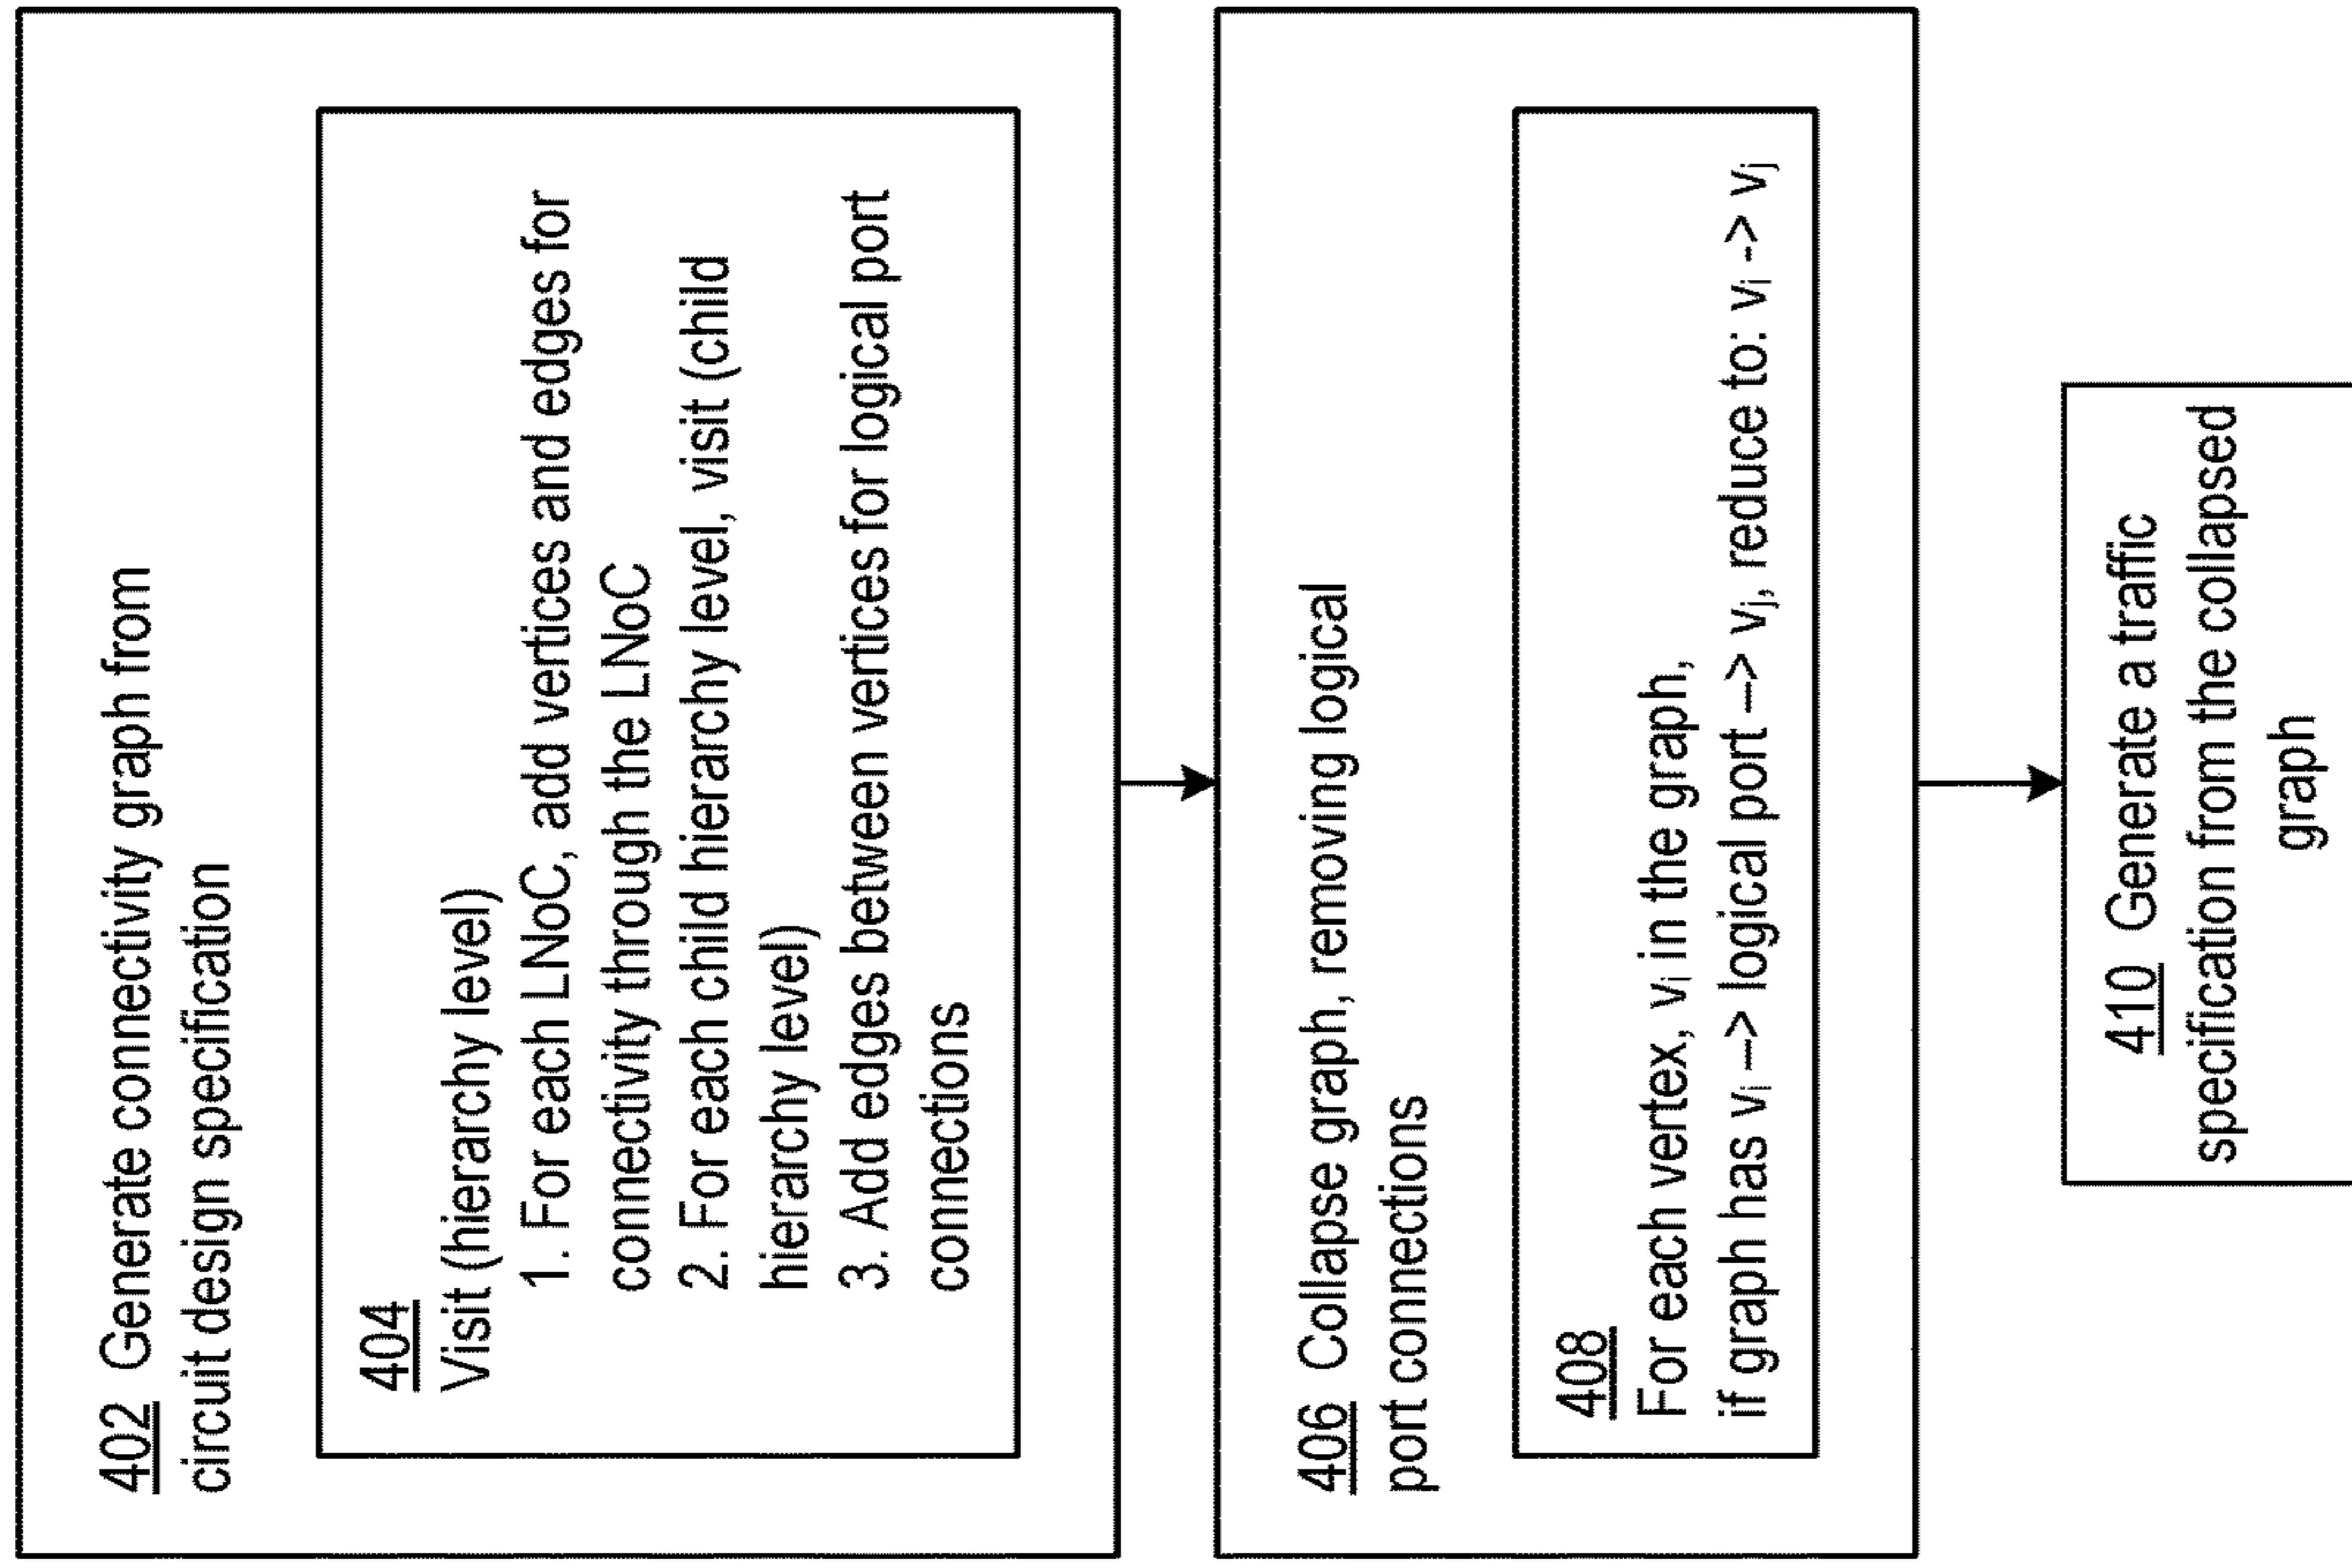 402 Generate connectivity graph from
circuit design specification
404
Visit (hierarchy level)
1. For each LNoC, add vertices and edges for
connectivity through the LNoC
2. For each child hierarchy level, visit (child
hierarchy level)
3. Add edges between vertices for logical port
connections
406 Collapse graph, removing logical
port connections
408
For each vertex, vᵢ in the graph,
if graph has vᵢ –> logical port –> vⱼ, reduce to: vᵢ -> vⱼ
410 Generate a traffic
specification from the collapsed
graph